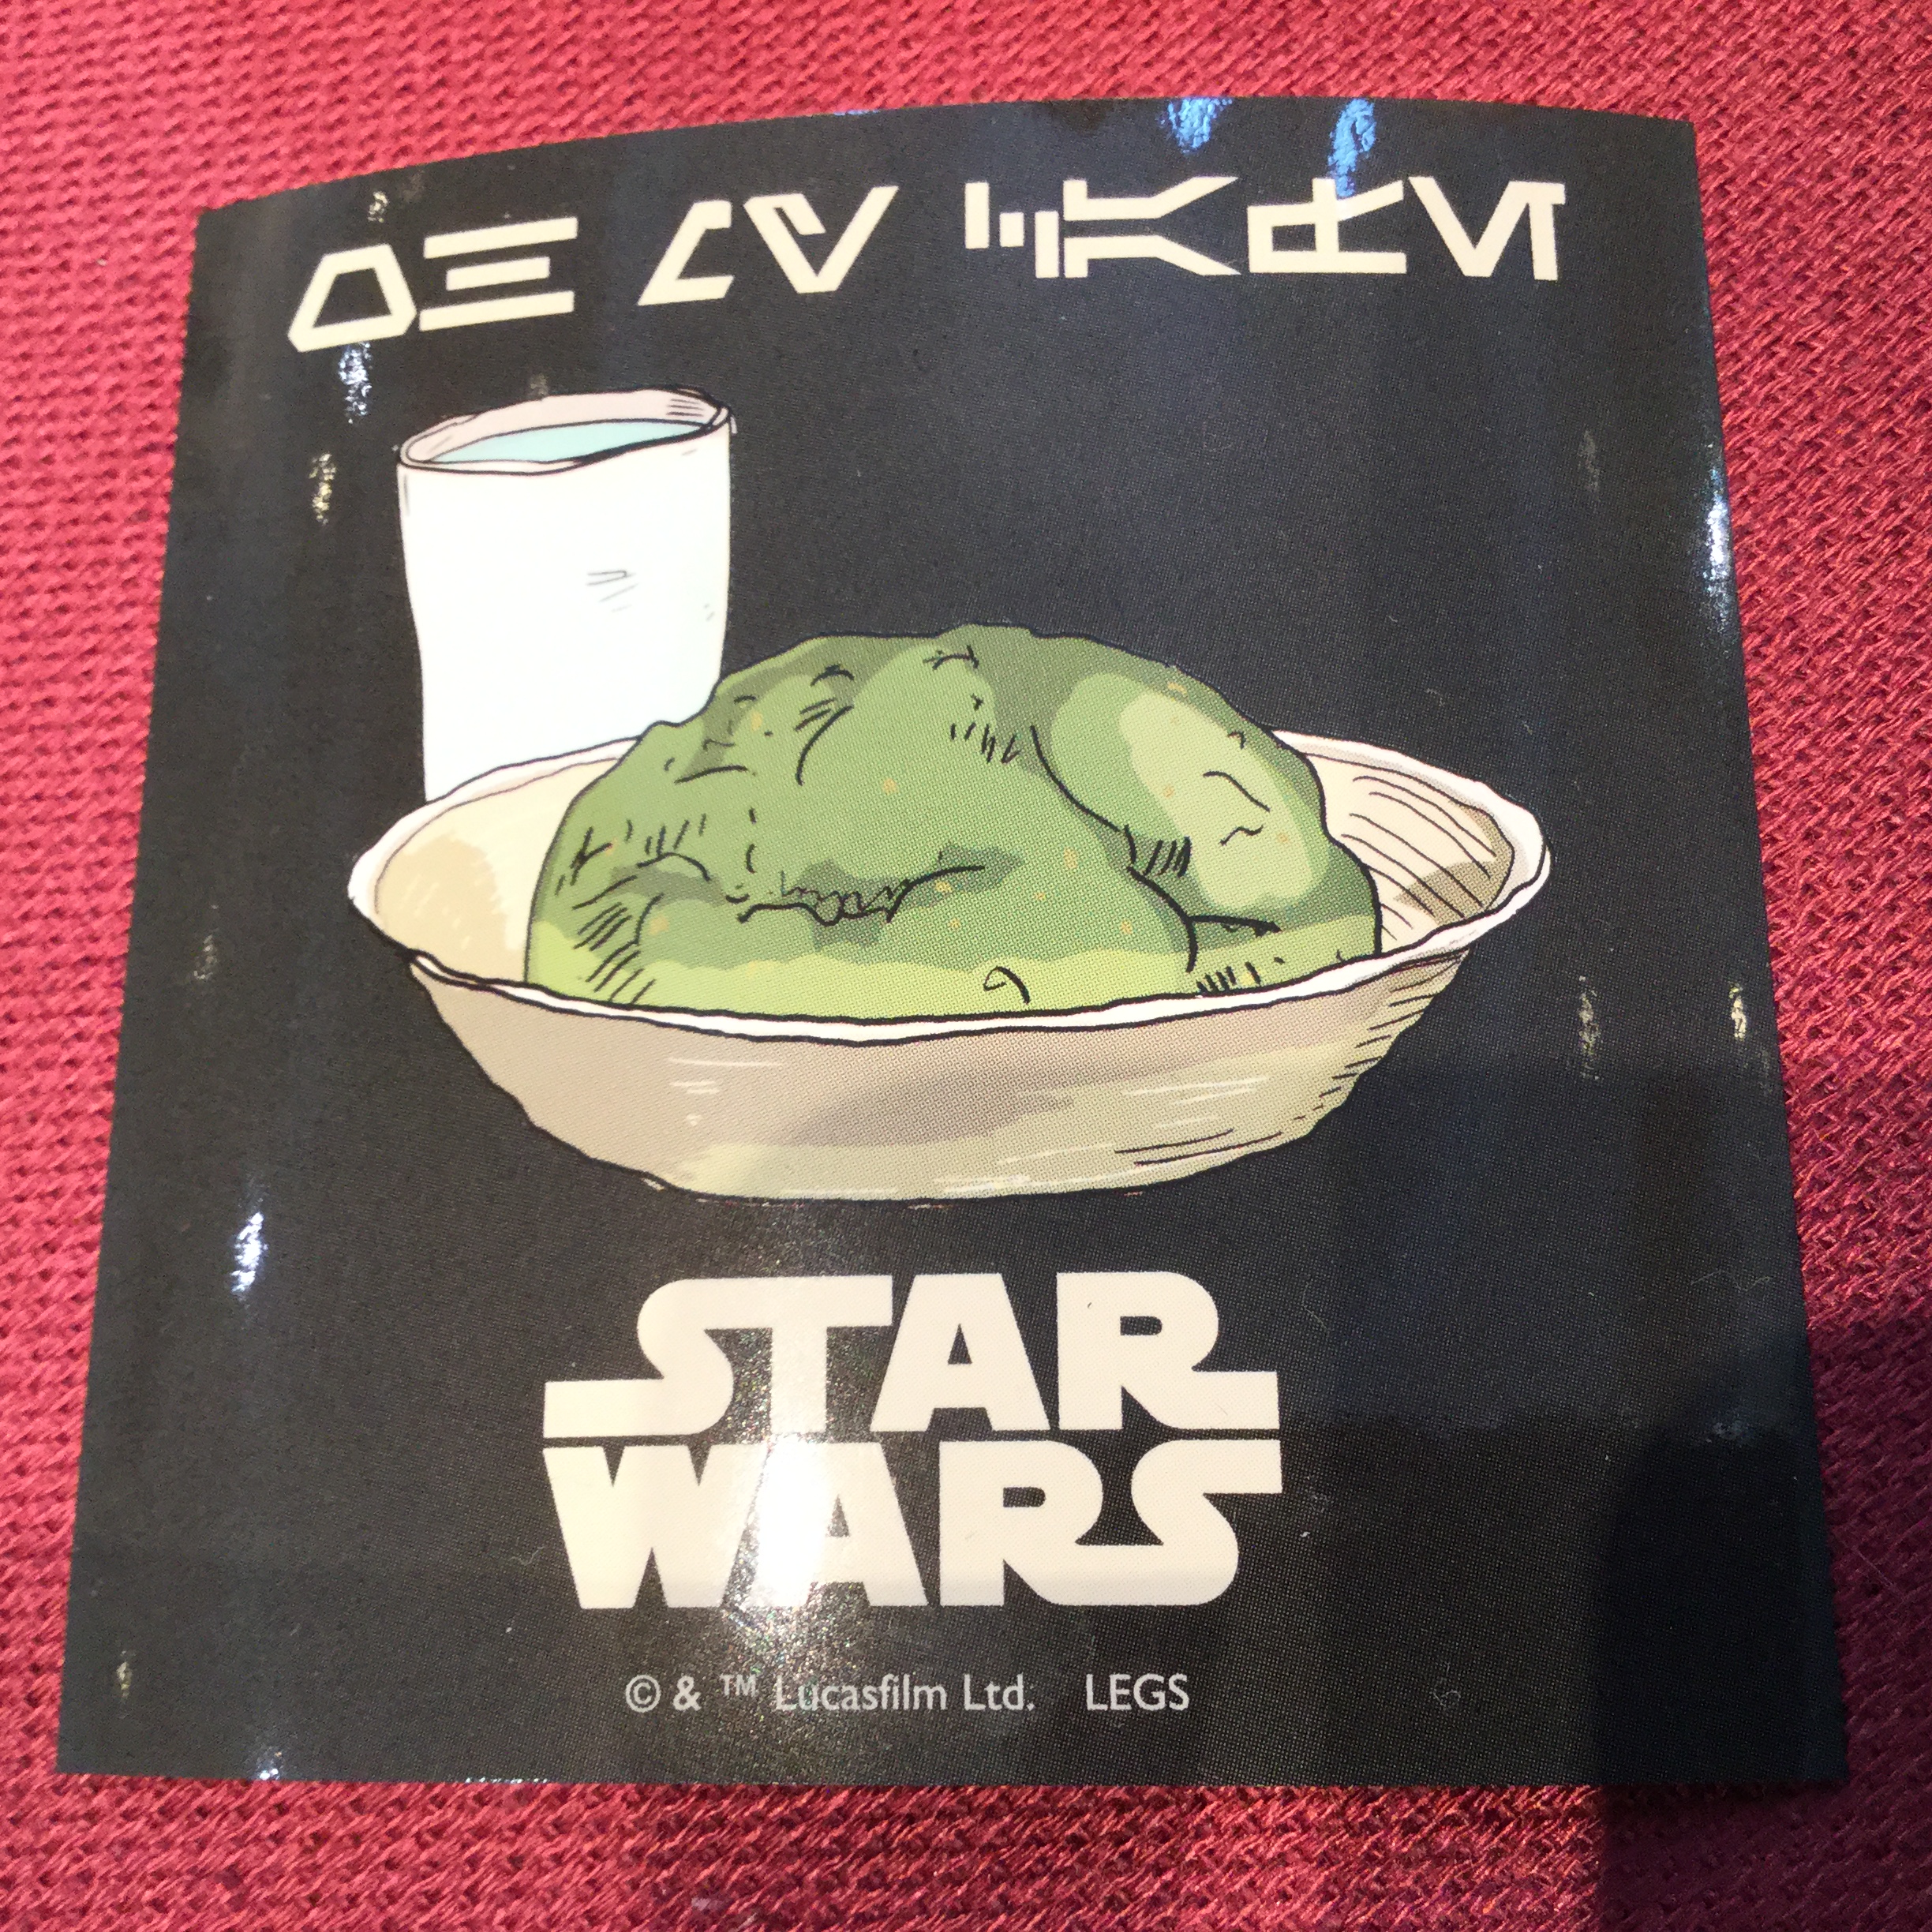 STAR
WARS
© & ™ Lucasfilm Ltd. LEGS